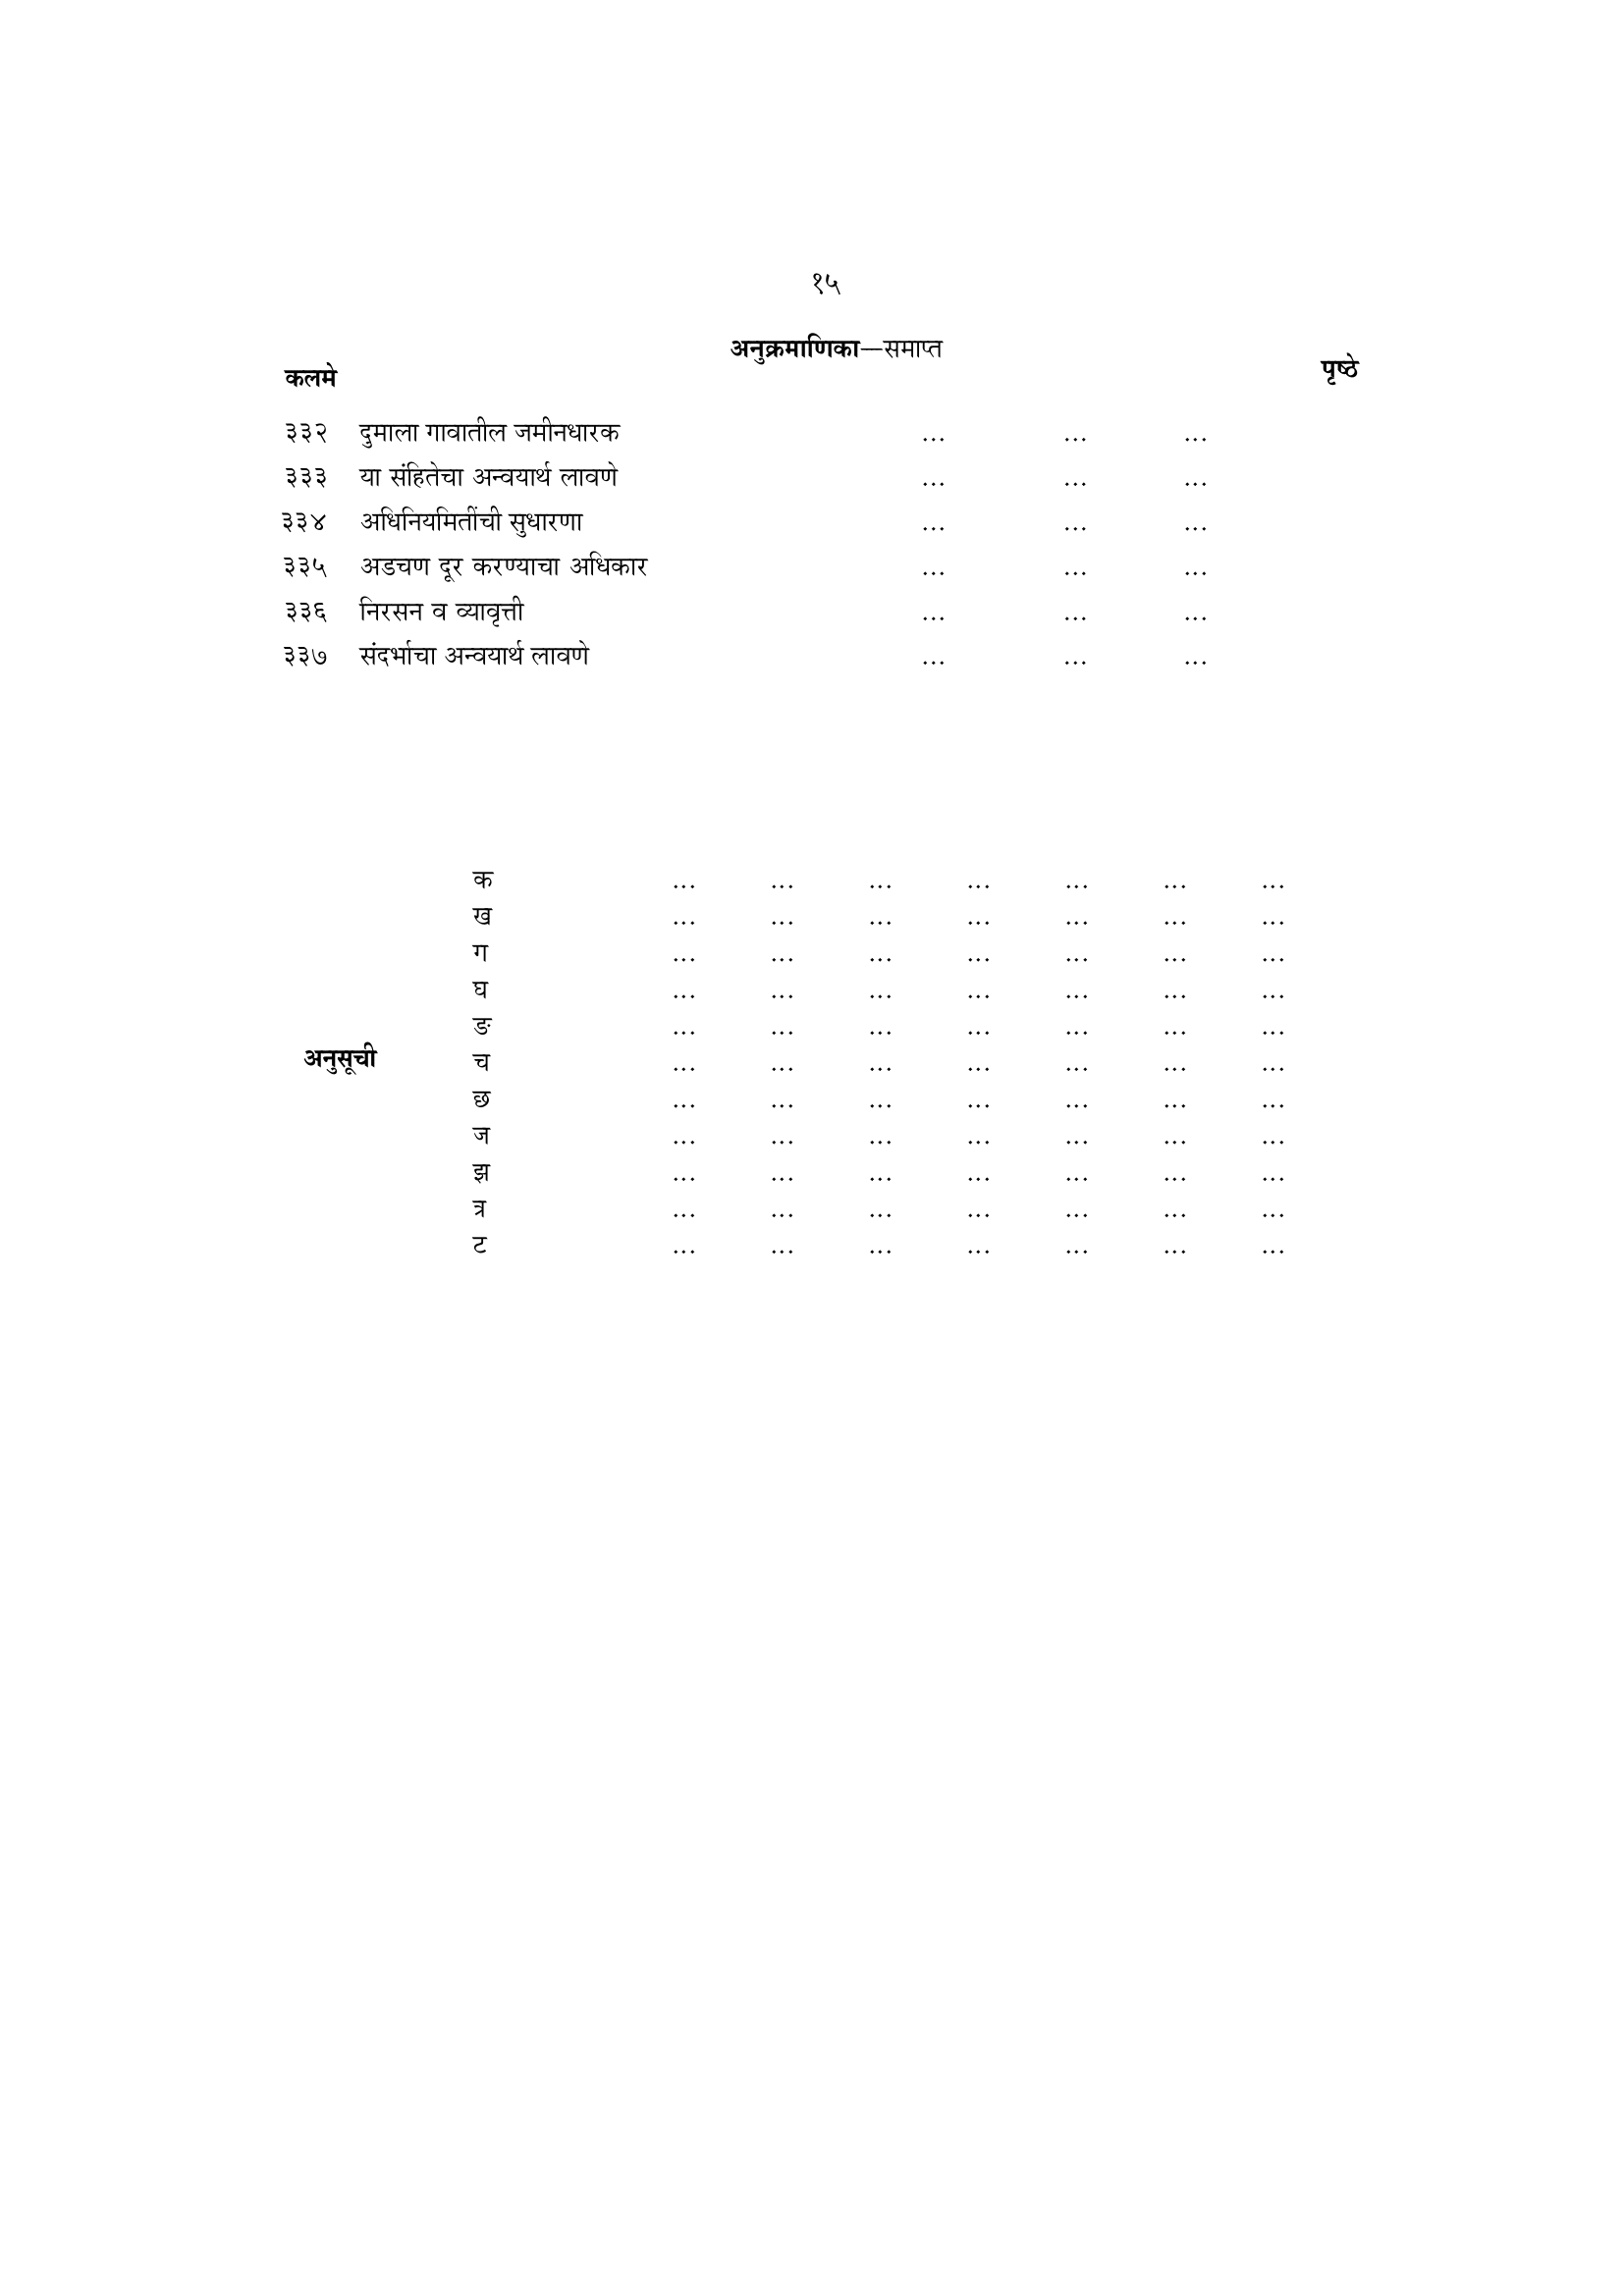 १५
अनुक्रमाणिका—समाप्त
कलमे पृष्ठे
३३२ दुमाला गावातील जमीनधारक ... ... ...
३३३ या संहितेचा अन्वयार्थ लावणे ... ... ...
३३४ अधिनियमितींची सुधारणा ... ... ...
३३५ अडचण दूर करण्याचा अधिकार ... ... ...
३३६ निरसन व व्यावृत्ती ... ... ...
३३७ संदर्भाचा अन्वयार्थ लावणे ... ... ...
क ... ... ... ... ... ... ...
ख ... ... ... ... ... ... ...
ग ... ... ... ... ... ... ...
घ ... ... ... ... ... ... ...
ङ ... ... ... ... ... ... ...
अनुसूची च ... ... ... ... ... ... ...
छ ... ... ... ... ... ... ...
ज ... ... ... ... ... ... ...
झ ... ... ... ... ... ... ...
त्र ... ... ... ... ... ... ...
ट ... ... ... ... ... ... ...